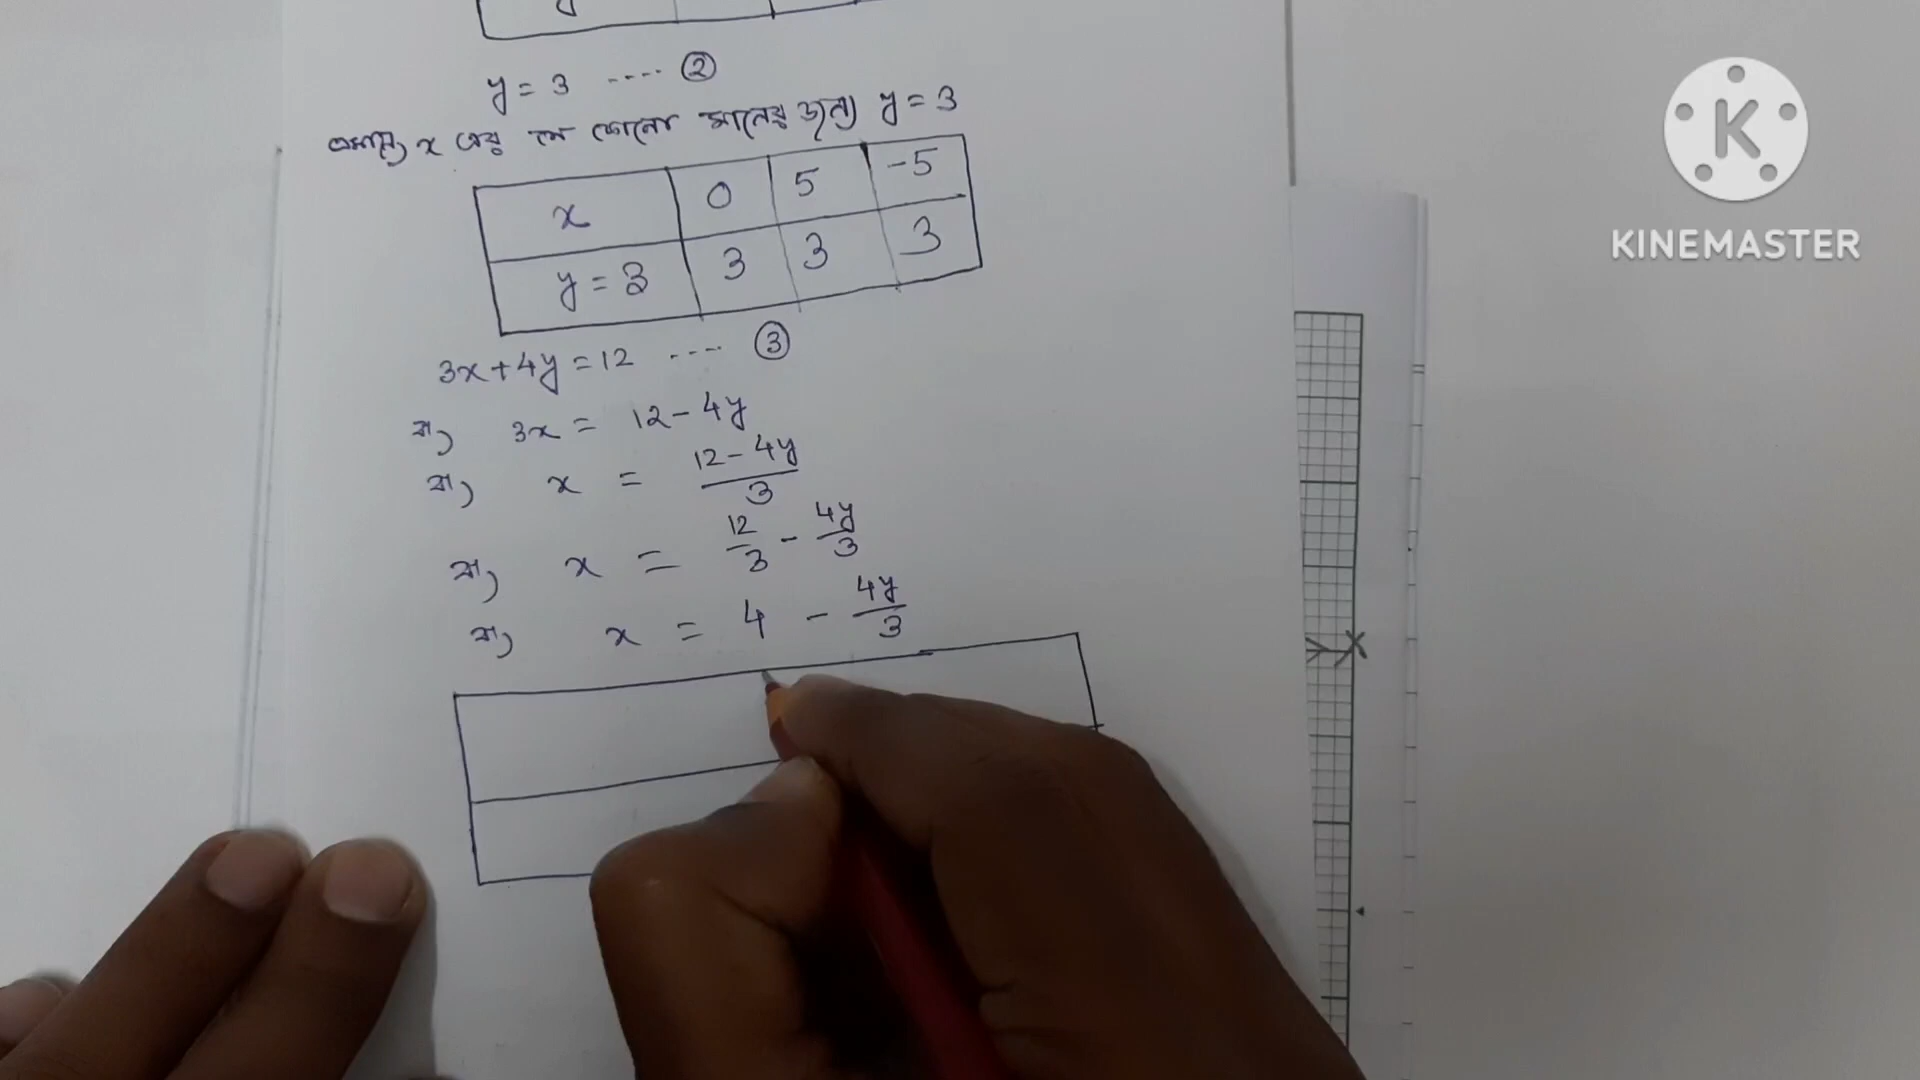 y = 3 ---- ②
x এর যে কোনো মানের জন্য y = 3
x 0 5 -5
y = 3 3 3 3
3x+4y=12 ---- ③
বা, 3x = 12-4y
বা, x = 12-4y/3
বা, x = 12/3 - 4y/3
বা, x = 4 - 4y/3
K
KINEMASTER